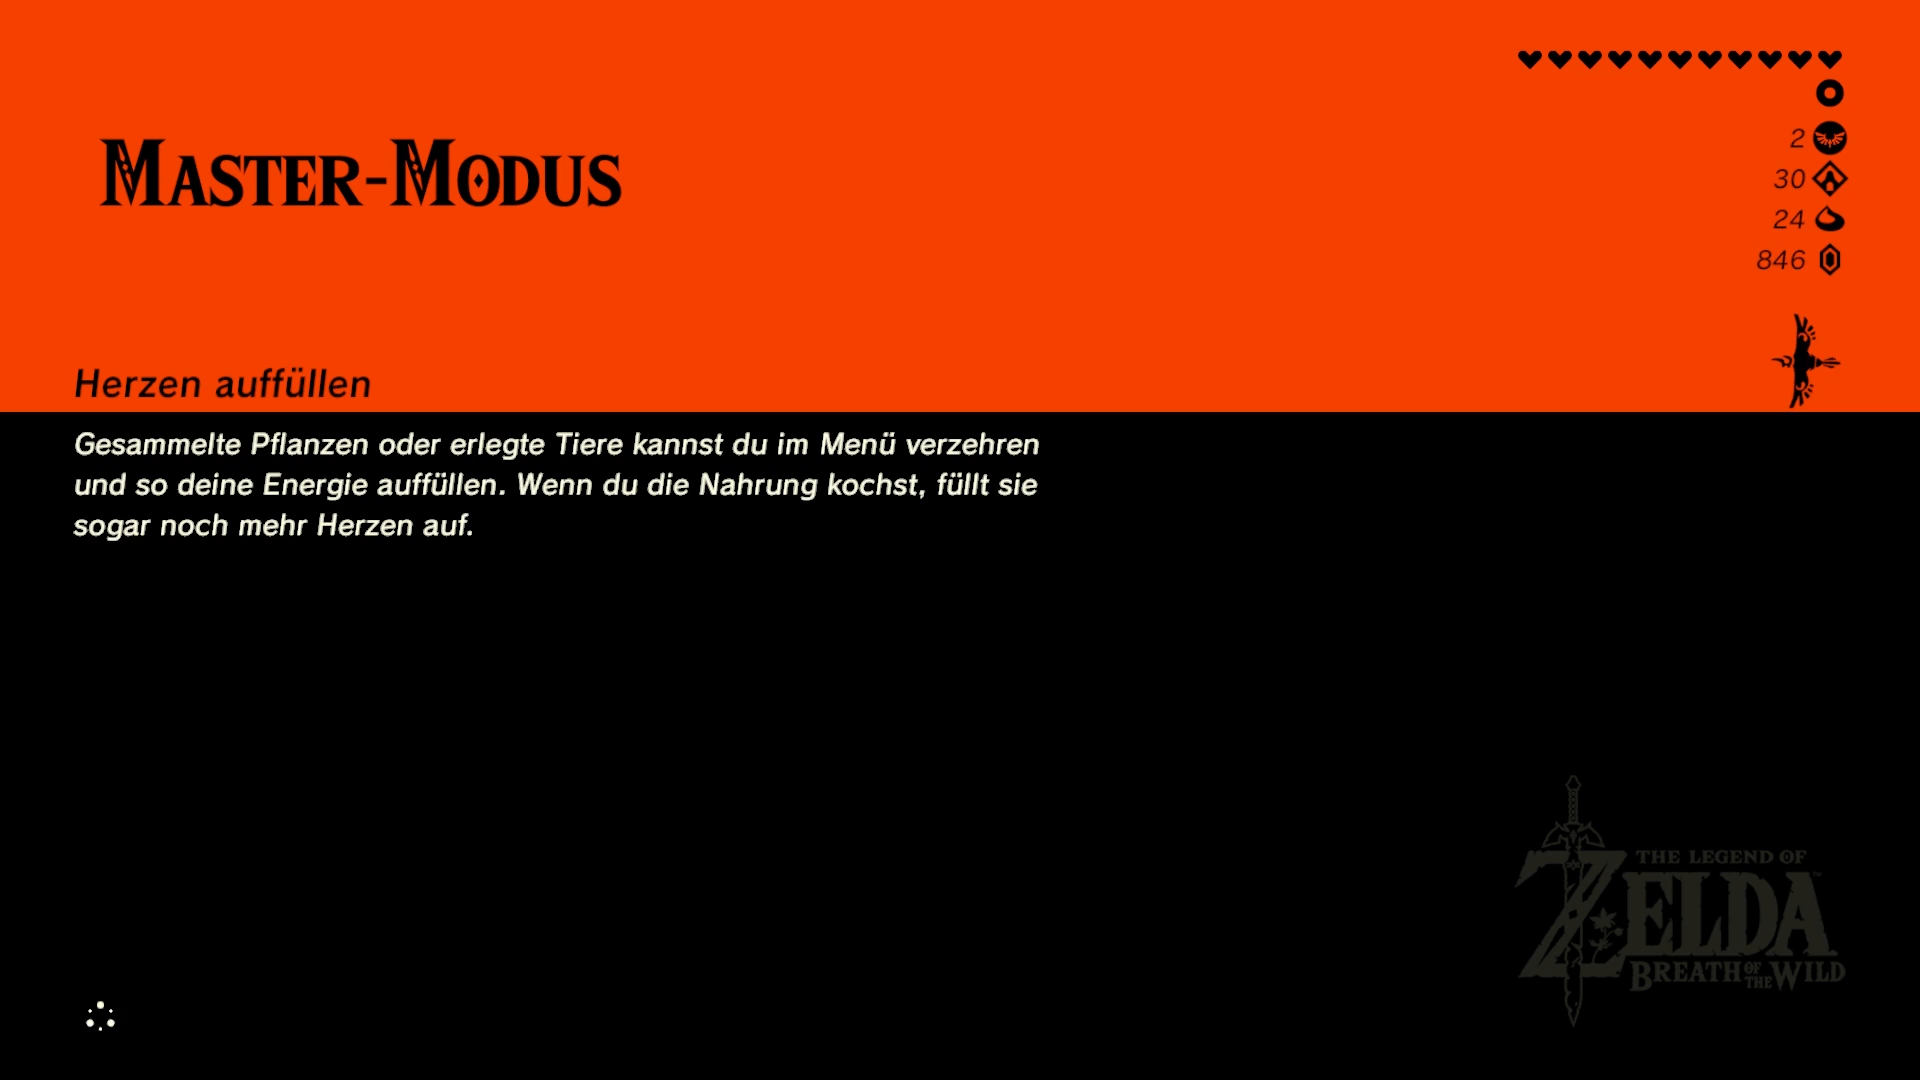 MASTER-MODUS
2
30
24
846
Herzen auffüllen
Gesammelte Pflanzen oder erlegte Tiere kannst du im Menü verzehren
und so deine Energie auffüllen. Wenn du die Nahrung kochst, füllt sie
sogar noch mehr Herzen auf.
THE LEGEND OF
ZELDA™
BREATH OF THE WILD